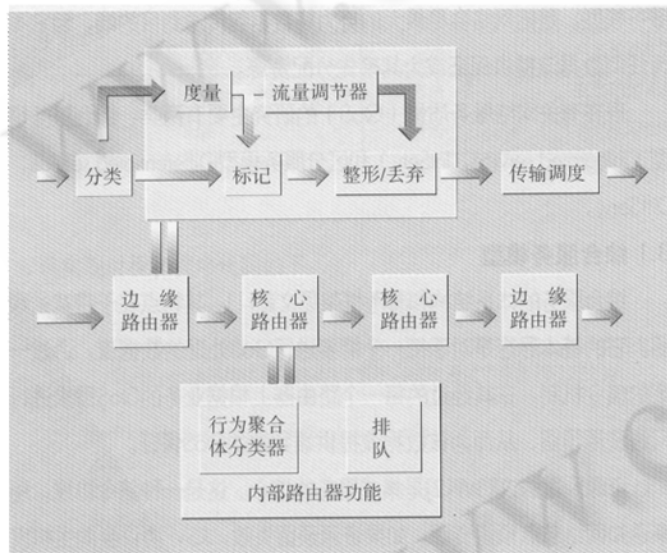 度量
流量调节器
分类
标记
整形/丢弃
传输调度
边 缘
路由器
核 心
路由器
核 心
路由器
边 缘
路由器
行为聚合
体分类器
排
队
内部路由器功能
www.
www.c